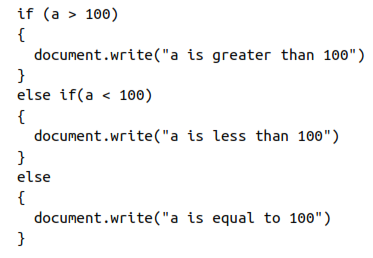 if (a > 100)
{
  document.write("a is greater than 100")
}
else if(a < 100)
{
  document.write("a is less than 100")
}
else
{
  document.write("a is equal to 100")
}